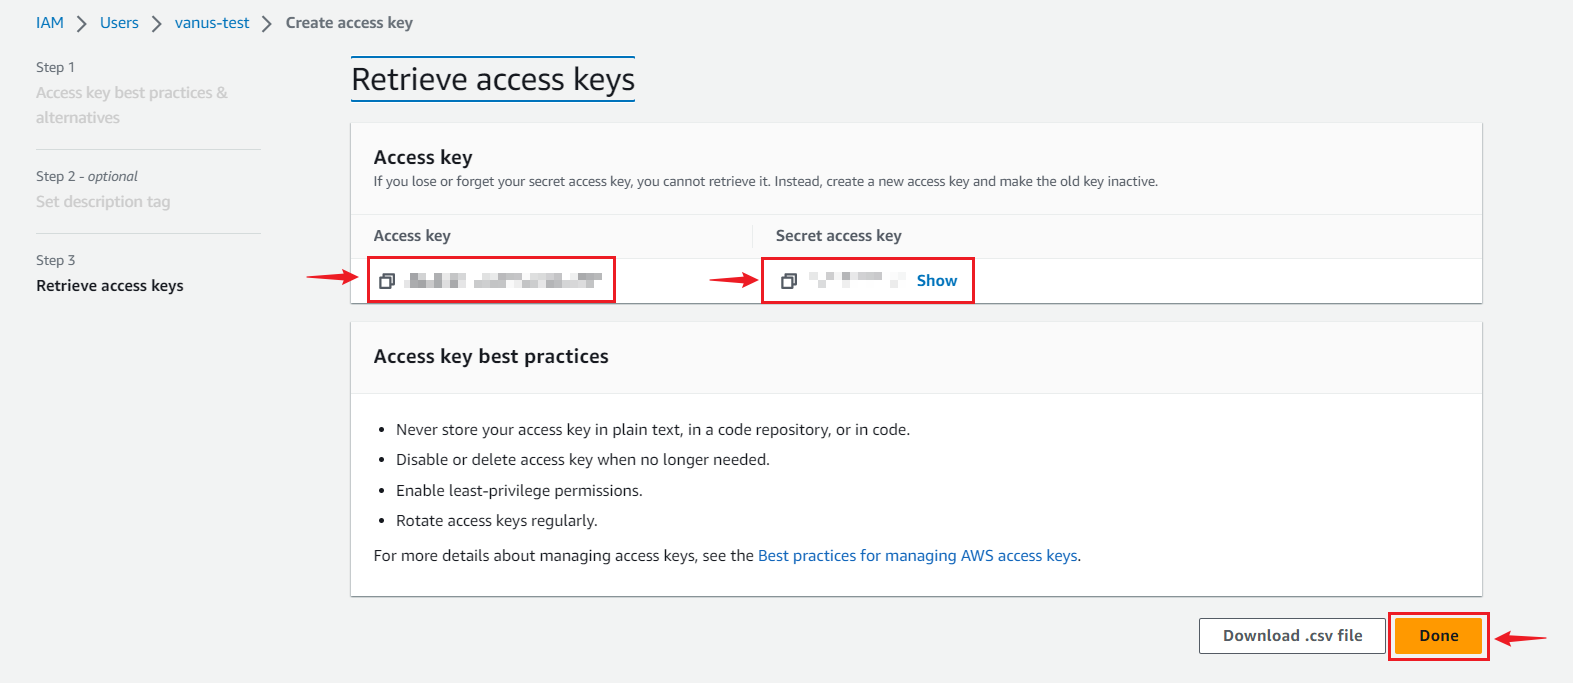 IAM > Users > vanus-test > Create access key
Step 1
Access key best practices &
alternatives
Step 2 - optional
Set description tag
Step 3
Retrieve access keys
Retrieve access keys
Access key
If you lose or forget your secret access key, you cannot retrieve it. Instead, create a new access key and make the old key inactive.
Access key
Secret access key
Show
Access key best practices
• Never store your access key in plain text, in a code repository, or in code.
• Disable or delete access key when no longer needed.
• Enable least-privilege permissions.
• Rotate access keys regularly.
For more details about managing access keys, see the Best practices for managing AWS access keys.
Download .csv file
Done